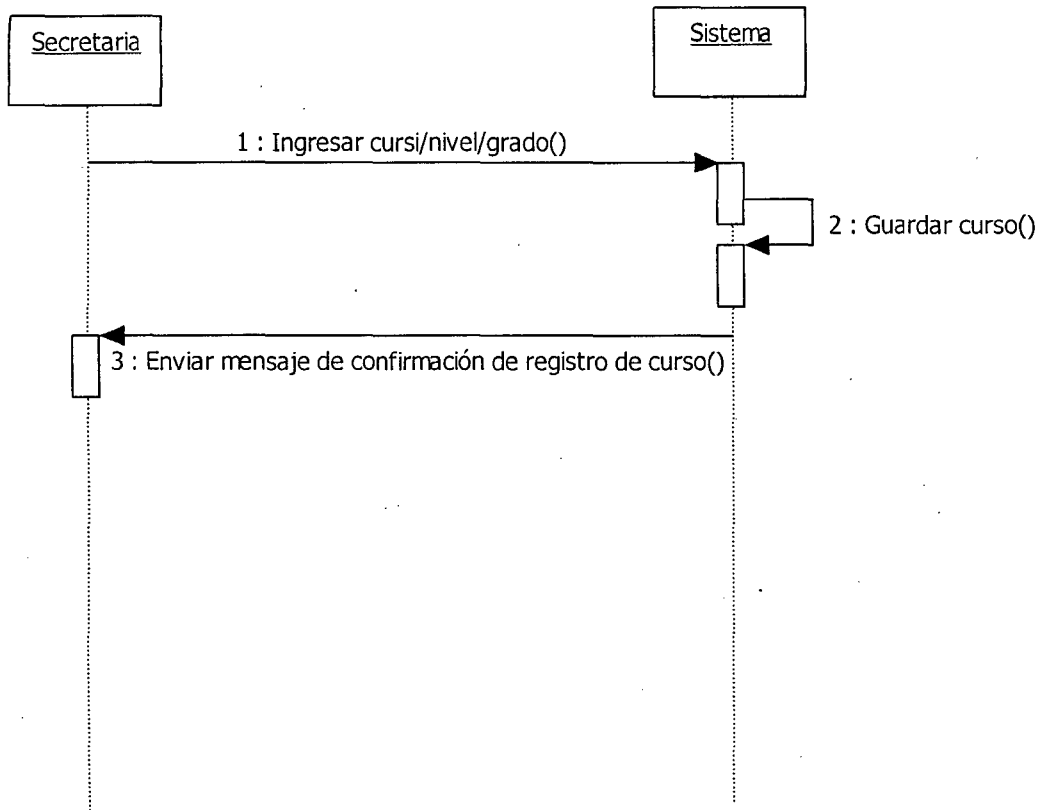 Secretaria
Sistema
1 : Ingresar cursi/nivel/grado()
2 : Guardar curso()
3 : Enviar mensaje de confirmación de registro de curso()